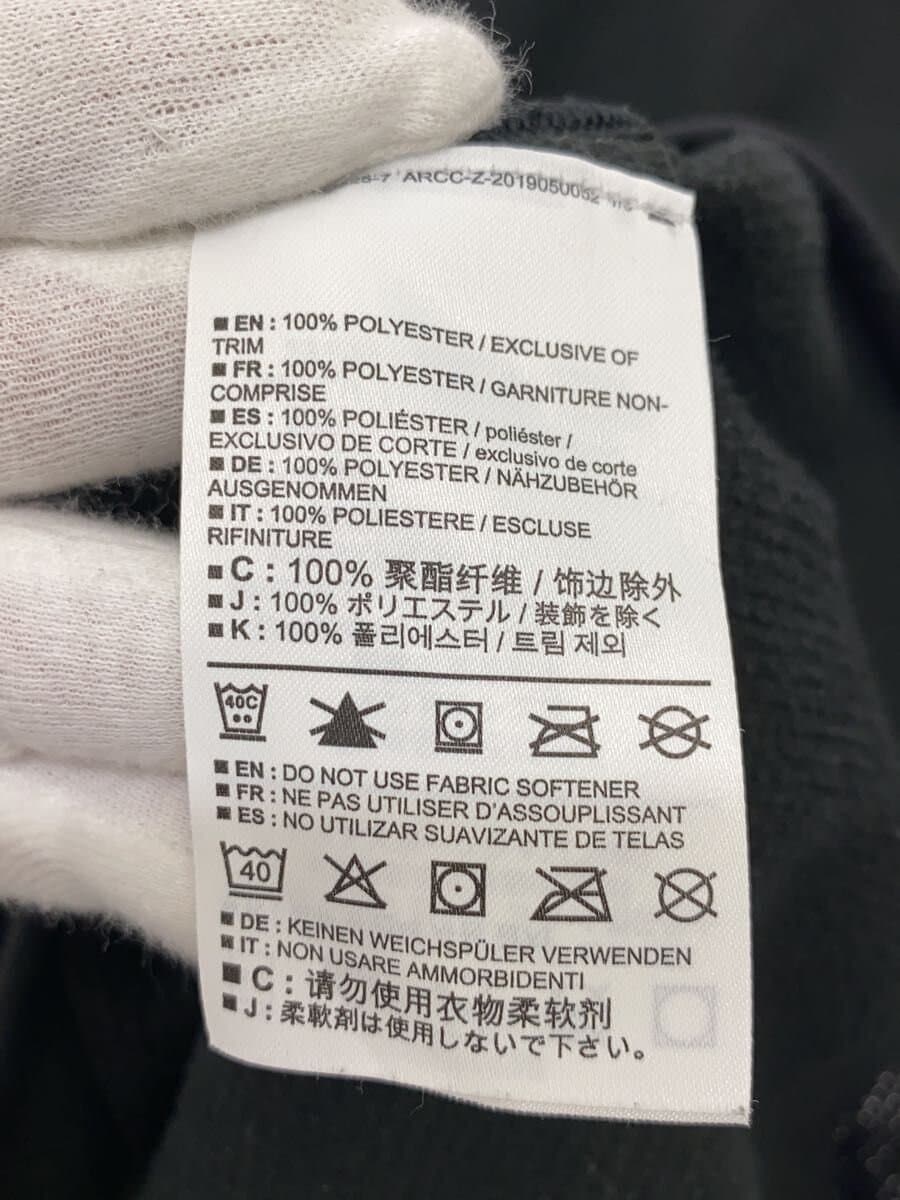 ARCC-Z-2019050052
■ EN : 100% POLYESTER / EXCLUSIVE OF
TRIM
■ FR : 100% POLYESTER / GARNITURE NON-
COMPRISE
■ ES : 100% POLIÉSTER / poliéster /
EXCLUSIVO DE CORTE / exclusivo de corte
■ DE : 100% POLYESTER / NÄHZUBEHÖR
AUSGENOMMEN
■ IT : 100% POLIESTERE / ESCLUSE
RIFINITURE
■ C : 100% 聚酯纤维 / 饰边除外
■ J : 100% ポリエステル / 装飾を除く
■ K : 100% 폴리에스터 / 트림 제외
40C
■ EN : DO NOT USE FABRIC SOFTENER
■ FR : NE PAS UTILISER D'ASSOUPLISSANT
■ ES : NO UTILIZAR SUAVIZANTE DE TELAS
40
■ DE : KEINEN WEICHSPÜLER VERWENDEN
■ IT : NON USARE AMMORBIDENTI
■ C : 请勿使用衣物柔软剂
■ J : 柔軟剤は使用しないで下さい。